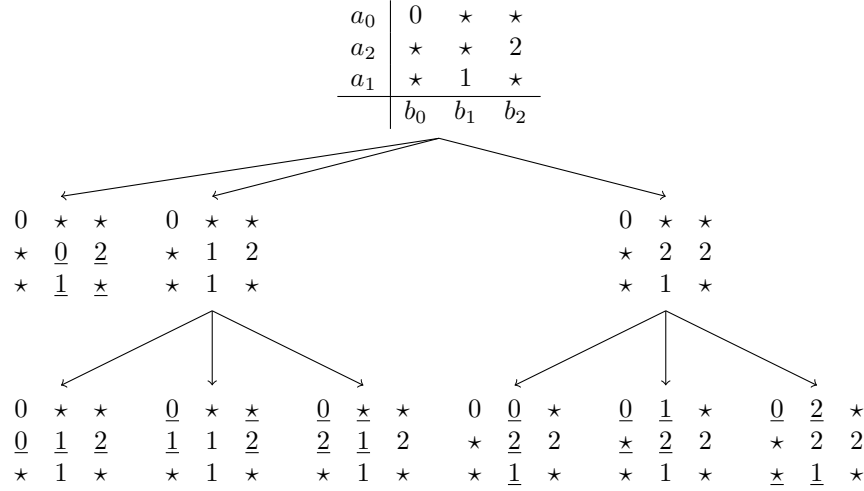 a₀ 0 ⋆ ⋆
a₂ ⋆ ⋆ 2
a₁ ⋆ 1 ⋆
b₀ b₁ b₂
0 ⋆ ⋆ 0 ⋆ ⋆ 0 ⋆ ⋆
⋆ 0 2 ⋆ 1 2 ⋆ 2 2
⋆ 1 ⋆ ⋆ 1 ⋆ ⋆ 1 ⋆
0 ⋆ ⋆ 0 ⋆ ⋆ 0 ⋆ ⋆ 0 0 ⋆ 0 1 ⋆ 0 2 ⋆
0 1 2 1 1 2 2 1 2 ⋆ 2 2 ⋆ 2 2 ⋆ 2 2
⋆ 1 ⋆ ⋆ 1 ⋆ ⋆ 1 ⋆ ⋆ 1 ⋆ ⋆ 1 ⋆ ⋆ 1 ⋆